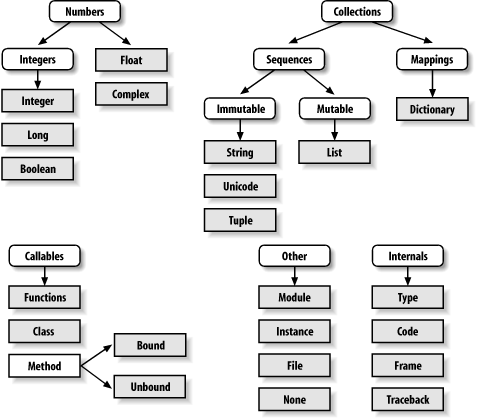 Numbers
Integers
Float
Integer
Complex
Long
Boolean
Collections
Sequences
Mappings
Immutable
Mutable
Dictionary
String
List
Unicode
Tuple
Callables
Functions
Class
Method
Bound
Unbound
Other
Module
Instance
File
None
Internals
Type
Code
Frame
Traceback